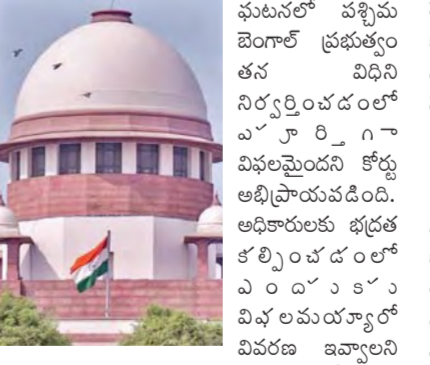 ఘటనలో పశ్చిమ
బెంగాల్ ప్రభుత్వం
తన విధిని
నిర్వర్తించడంలో
విఫలమైందని కోర్టు
అభిప్రాయపడింది.
అధికారులకు భద్రత
కల్పించడంలో
విఫలమయ్యారో
వివరణ ఇవ్వాలని